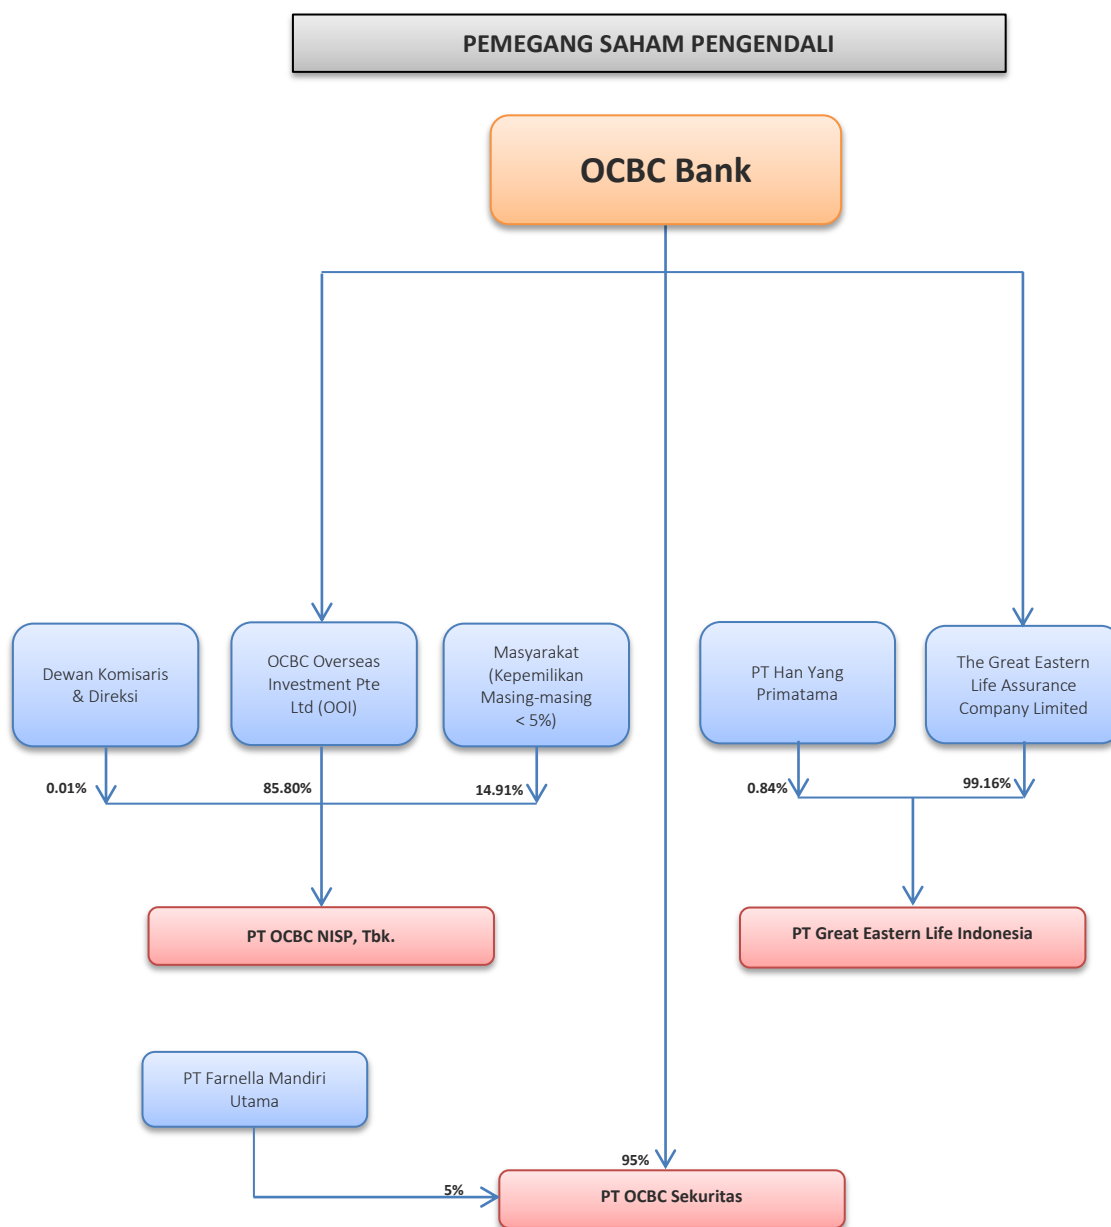 PEMEGANG SAHAM PENGENDALI
OCBC Bank
Dewan Komisaris
& Direksi
OCBC Overseas
Investment Pte
Ltd (OOI)
Masyarakat
(Kepemilikan
Masing-masing
< 5%)
PT Han Yang
Primatama
The Great Eastern
Life Assurance
Company Limited
0.01%
85.80%
14.91%
0.84%
99.16%
PT OCBC NISP, Tbk.
PT Great Eastern Life Indonesia
PT Farnella Mandiri
Utama
95%
5%
PT OCBC Sekuritas